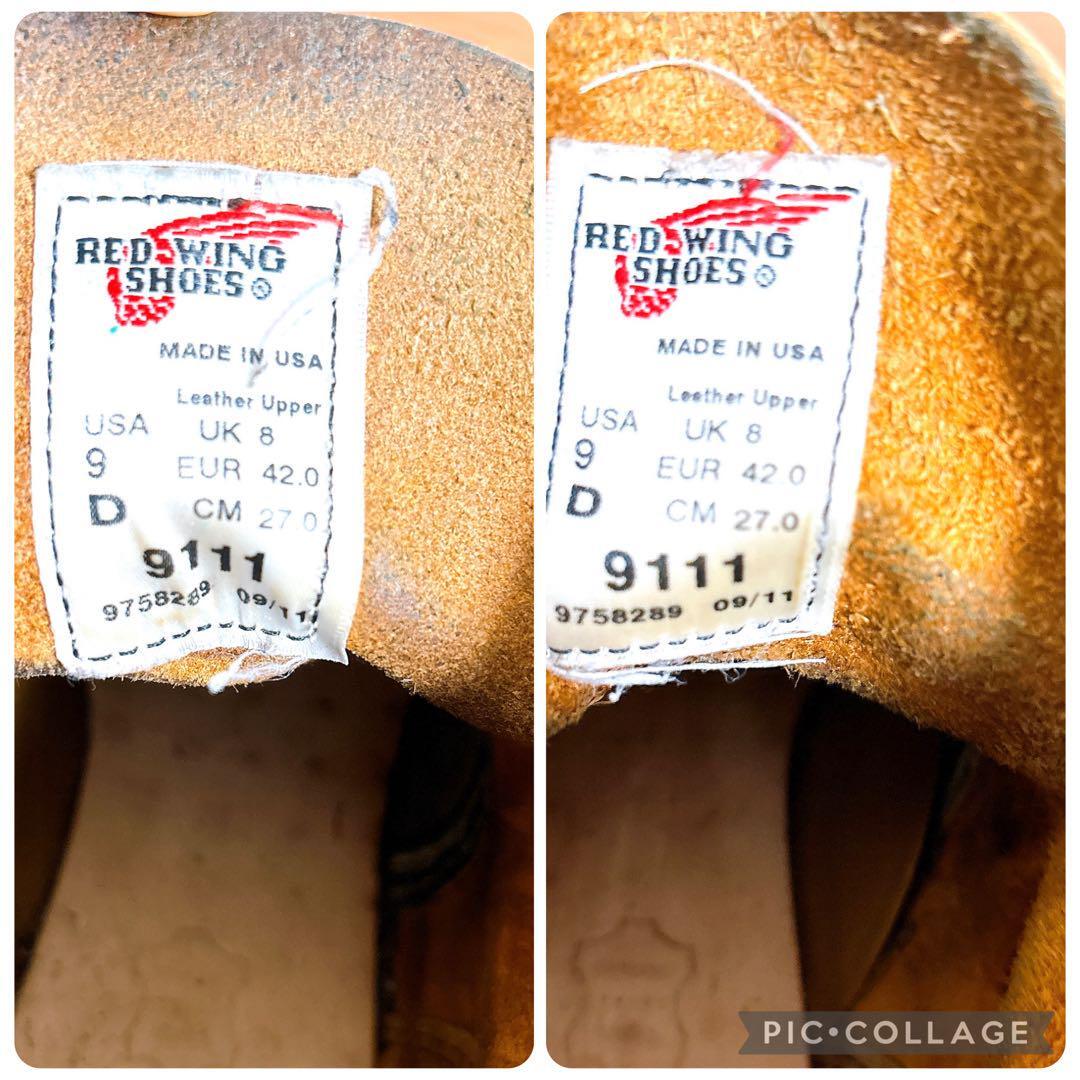 RED WING
SHOES
MADE IN USA
Leather Upper
USA UK 8
9 EUR 42.0
D CM 27.0
9111
9758289 09/11
RED WING
SHOES
MADE IN USA
Leather Upper
USA UK 8
9 EUR 42.0
D CM 27.0
9111
9758289 09/11
PIC•COLLAGE